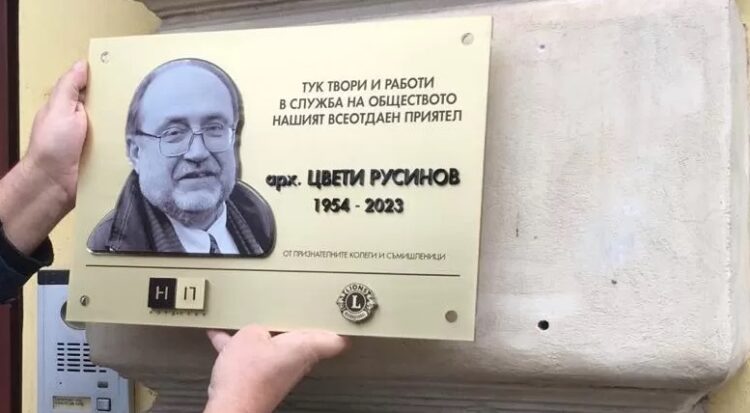 ТУК ТВОРИ И РАБОТИ
В СЛУЖБА НА ОБЩЕСТВОТО
НАШИЯТ ВСЕОТДАЕН ПРИЯТЕЛ
арх. ЦВЕТИ РУСИНОВ
1954 - 2023
ОТ ПРИЗНАТЕЛНИТЕ КОЛЕГИ И СЪМИШЛЕНИЦИ
НП
LIONS
L